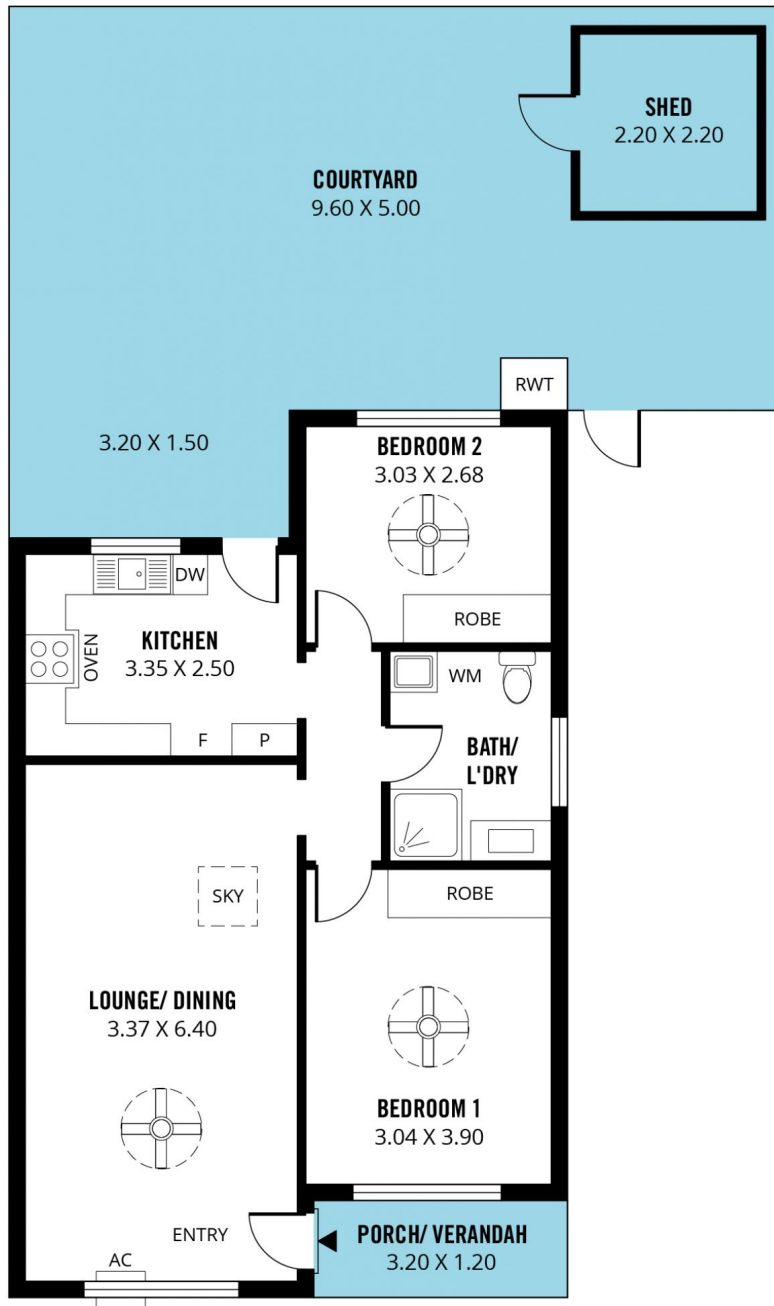 SHED
2.20 X 2.20
COURTYARD
9.60 X 5.00
RWT
3.20 X 1.50
BEDROOM 2
3.03 X 2.68
DW
ROBE
KITCHEN
3.35 X 2.50
OVEN
WM
F
P
BATH/
L'DRY
SKY
ROBE
LOUNGE/ DINING
3.37 X 6.40
BEDROOM 1
3.04 X 3.90
ENTRY
PORCH/ VERANDAH
3.20 X 1.20
AC